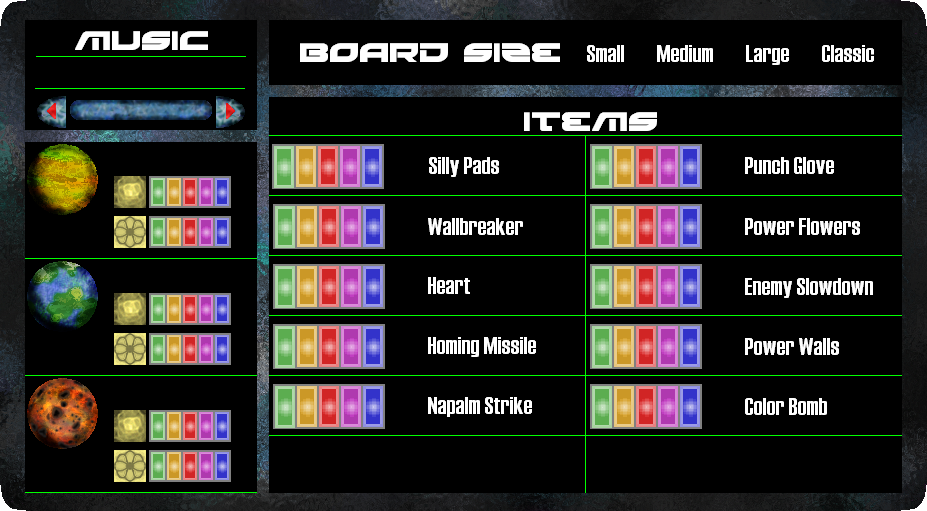 MUSIC
BOARD SIZE Small Medium Large Classic
ITEMS
Silly Pads Punch Glove
Wallbreaker Power Flowers
Heart Enemy Slowdown
Homing Missile Power Walls
Napalm Strike Color Bomb